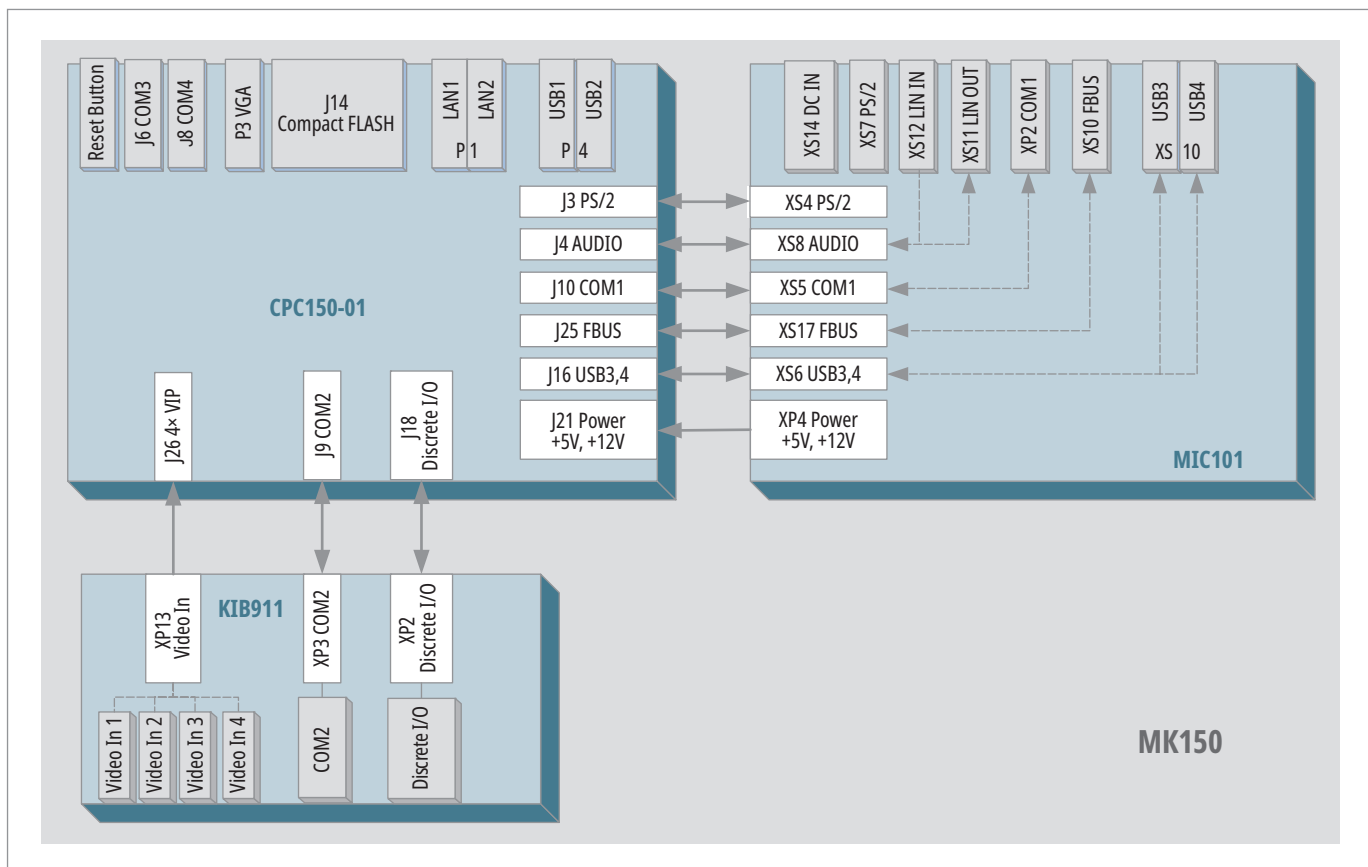 Reset Button
J6 COM3
J8 COM4
P3 VGA
J14
Compact FLASH
LAN1
LAN2
P 1
USB1
USB2
P 4
J3 PS/2
J4 AUDIO
J10 COM1
J25 FBUS
J16 USB3,4
J21 Power
+5V, +12V
CPC150-01
J26 4× VIP
J9 COM2
J18
Discrete I/O
XS14 DC IN
XS7 PS/2
XS12 LIN IN
XS11 LIN OUT
XP2 COM1
XS10 FBUS
USB3
USB4
XS 10
XS4 PS/2
XS8 AUDIO
XS5 COM1
XS17 FBUS
XS6 USB3,4
XP4 Power
+5V, +12V
MIC101
KIB911
XP13
Video In
XP3 COM2
XP2
Discrete I/O
Video In 1
Video In 2
Video In 3
Video In 4
COM2
Discrete I/O
MK150